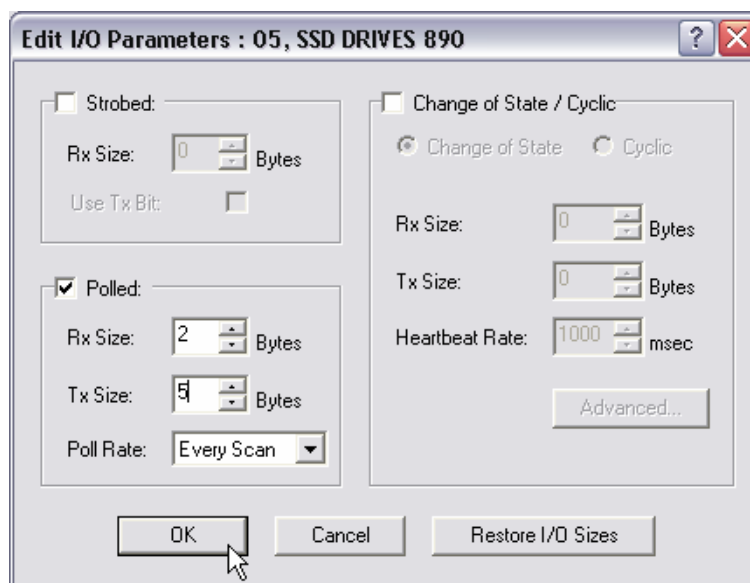 Edit I/O Parameters : 05, SSD DRIVES 890
?
Strobed:
Rx Size: 0 Bytes
Use Tx Bit:
Polled:
Rx Size: 2 Bytes
Tx Size: 5 Bytes
Poll Rate: Every Scan
Change of State / Cyclic
Change of State Cyclic
Rx Size: 0 Bytes
Tx Size: 0 Bytes
Heartbeat Rate: 1000 msec
Advanced...
OK Cancel Restore I/O Sizes